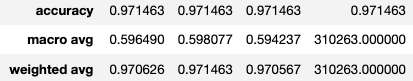 accuracy 0.971463 0.971463 0.971463 0.971463
macro avg 0.596490 0.598077 0.594237 310263.000000
weighted avg 0.970626 0.971463 0.970567 310263.000000